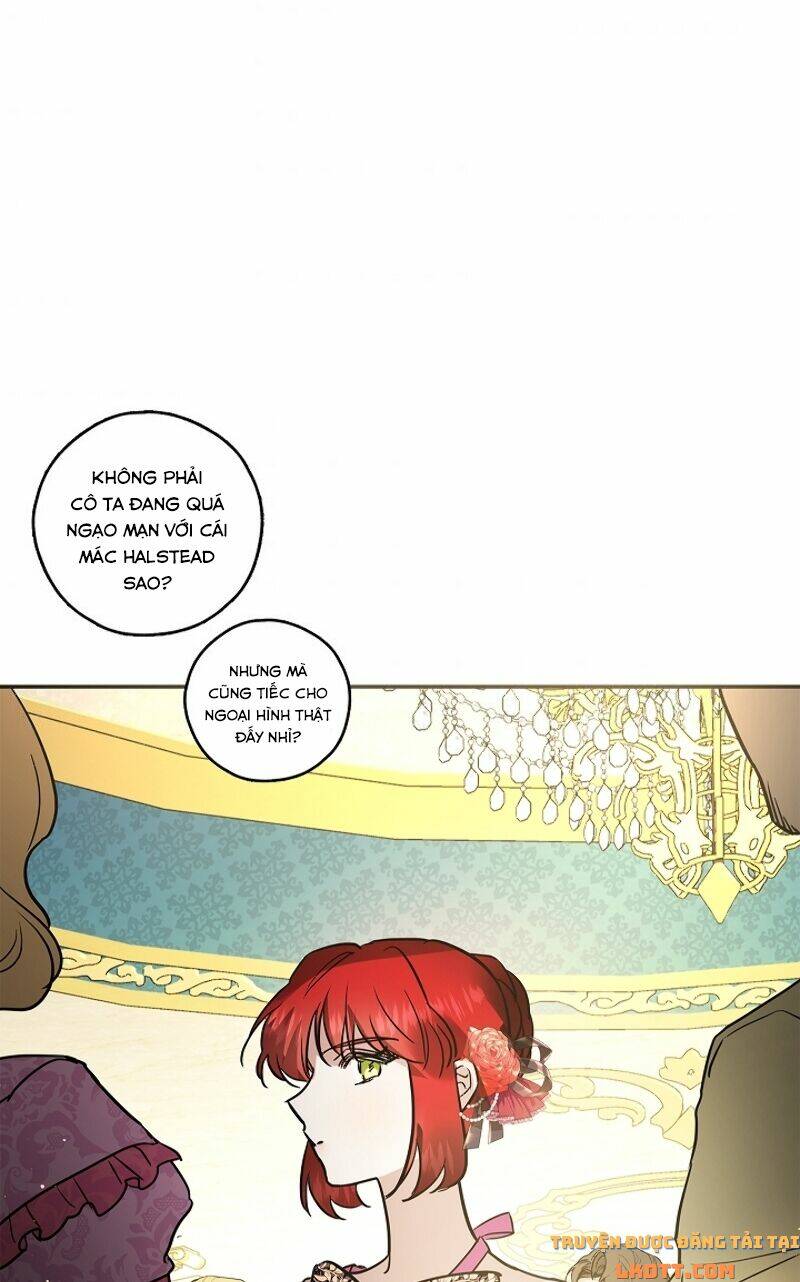 KHÔNG PHẢI
CÔ TA ĐANG QUÁ
NGẠO MẠN VỚI CÁI
MÁC HALSTEAD
SAO?
NHƯNG MÀ
CŨNG TIẾC CHO
NGOẠI HÌNH THẬT
ĐẤY NHỈ?
TRUYỆN ĐƯỢC ĐĂNG TẢI TẠI
LKDTT.COM